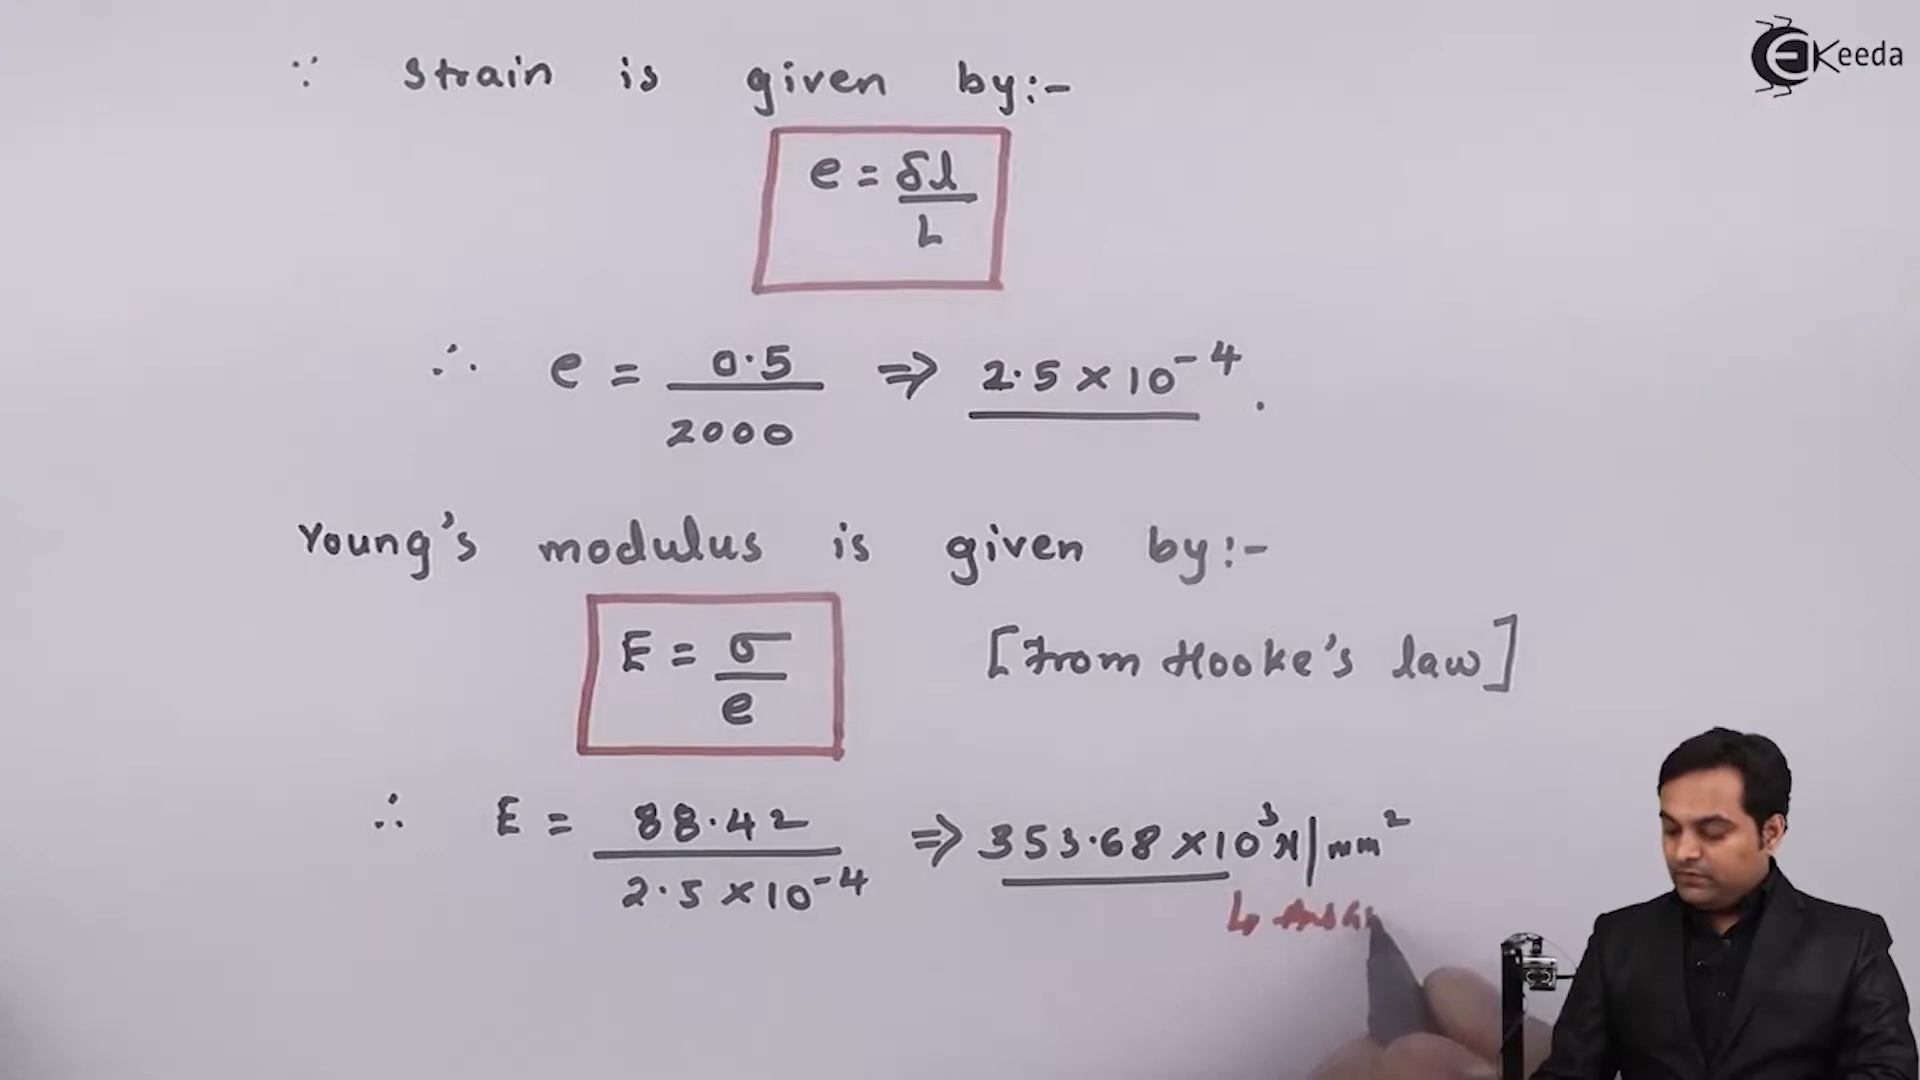 EKeeda
∵ Strain is given by:-
e = δl / L
∴ e = 0.5 / 2000 ⇒ 2.5 × 10⁻⁴.
Young's modulus is given by:-
E = σ / e [From Hooke's law]
∴ E = 88.42 / 2.5 × 10⁻⁴ ⇒ 353.68 × 10³ N/mm²